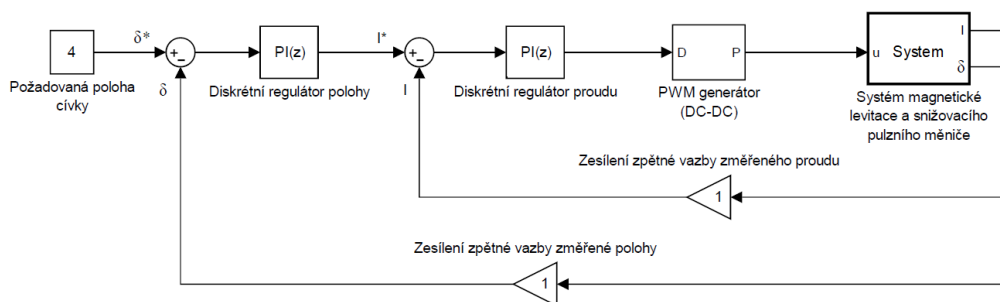 4
δ*
+
−
δ
PI(z)
I*
+
−
I
PI(z)
D
P
u
System
I
δ
Požadovaná poloha
cívky
Diskrétní regulátor polohy
Diskrétní regulátor proudu
PWM generátor
(DC-DC)
Systém magnetické
levitace a snižovacího
pulzního měniče
Zesílení zpětné vazby změřeného proudu
1
Zesílení zpětné vazby změřené polohy
1